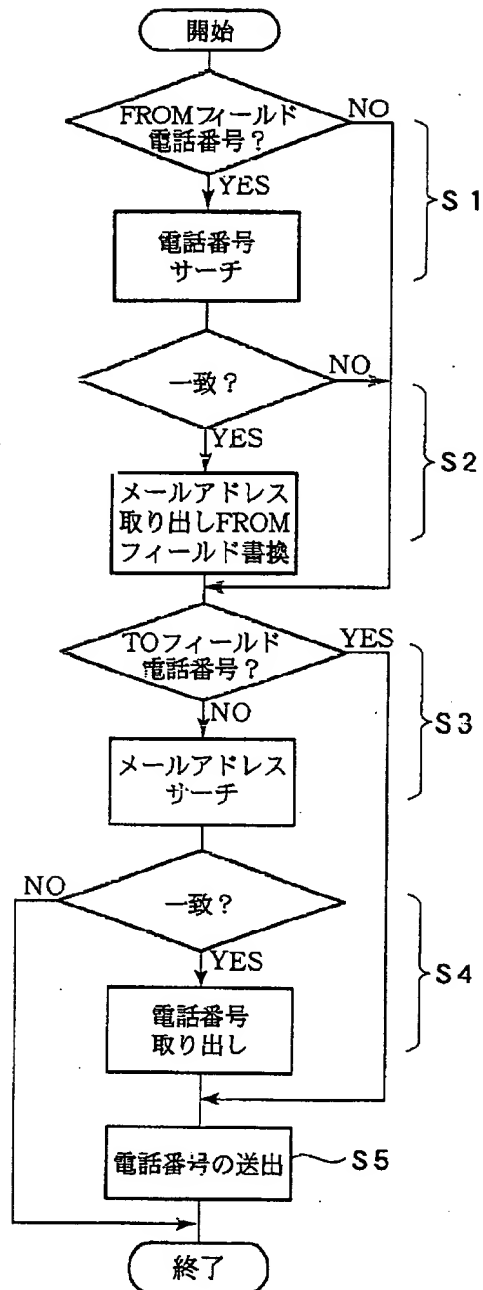 開始
FROMフィールド
電話番号？
NO
YES
S1
電話番号
サーチ
一致？
NO
YES
S2
メールアドレス
取り出しFROM
フィールド書換
TOフィールド
電話番号？
YES
NO
S3
メールアドレス
サーチ
一致？
NO
YES
S4
電話番号
取り出し
電話番号の送出
S5
終了